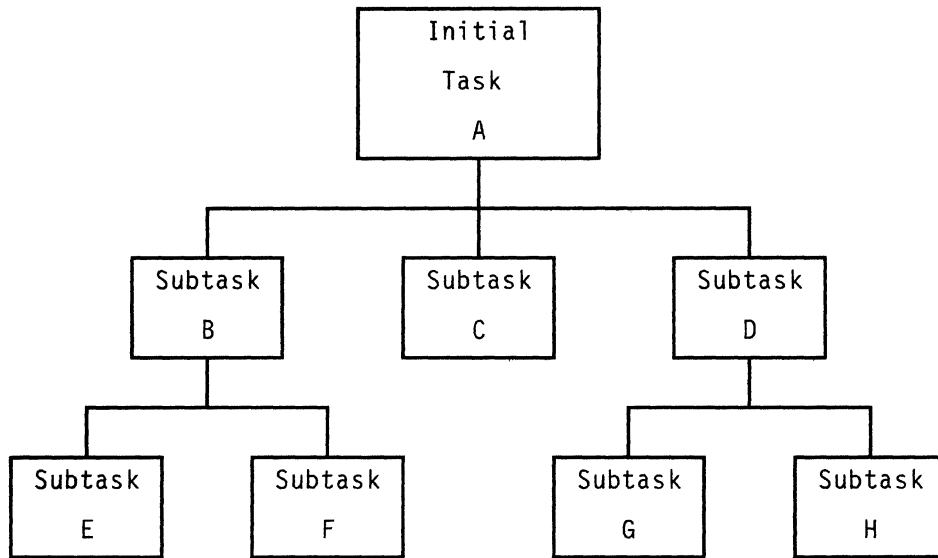 Initial
Task
A
Subtask
B
Subtask
C
Subtask
D
Subtask
E
Subtask
F
Subtask
G
Subtask
H